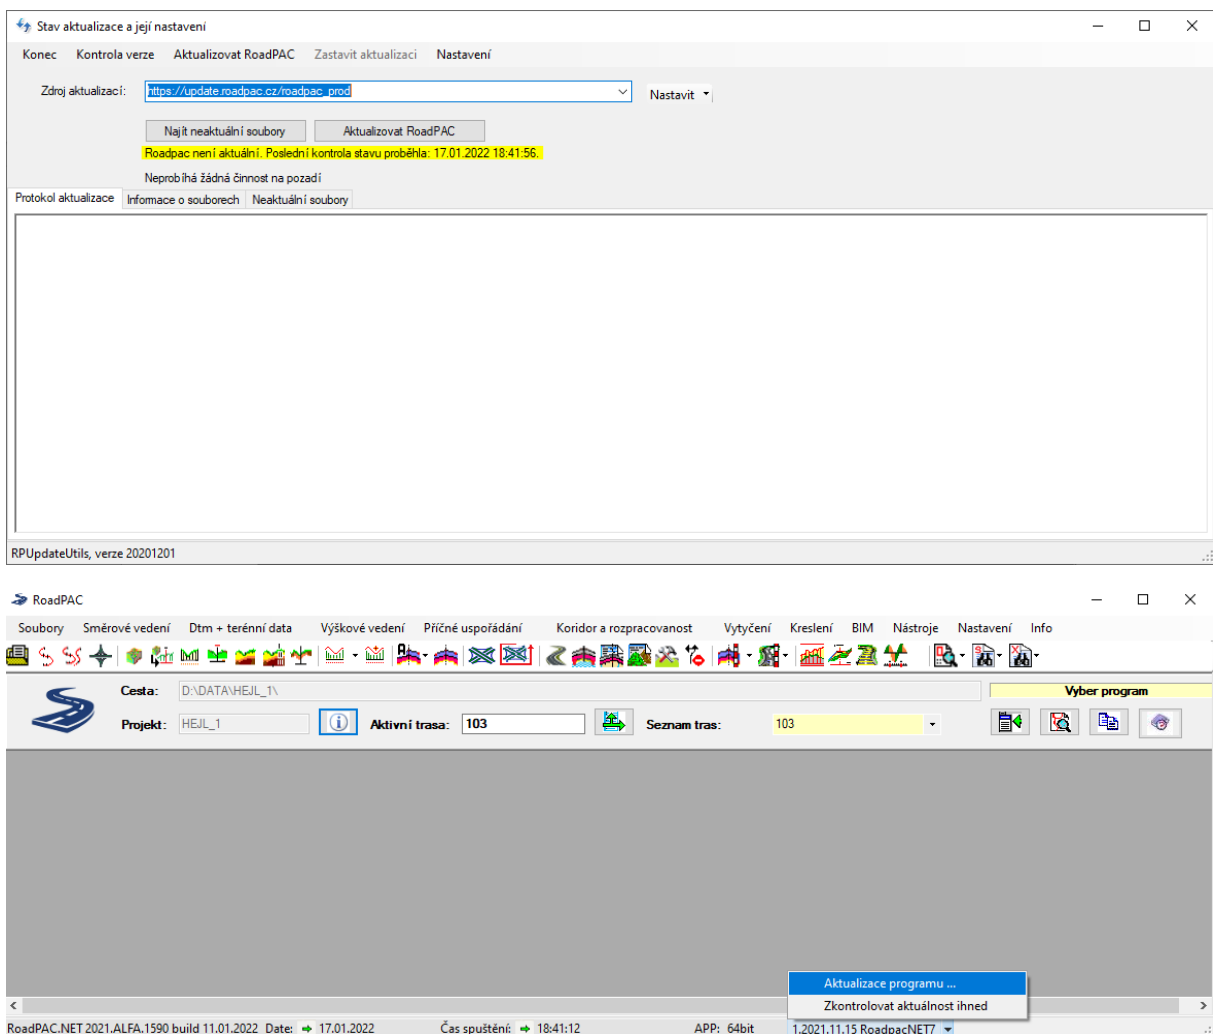 Stav aktualizace a její nastavení
Konec Kontrola verze Aktualizovat RoadPAC Zastavit aktualizaci Nastavení
Zdroj aktualizací: https://update.roadpac.cz/roadpac_prod Nastavit
Najít neaktuální soubory Aktualizovat RoadPAC
Roadpac není aktuální. Poslední kontrola stavu proběhla: 17.01.2022 18:41:56.
Neprobíhá žádná činnost na pozadí
Protokol aktualizace Informace o souborech Neaktuální soubory
RPUpdateUtils, verze 20201201
RoadPAC
Soubory Směrové vedení Dtm + terénní data Výškové vedení Příčné uspořádání Koridor a rozpracovanost Vytyčení Kreslení BIM Nástroje Nastavení Info
Cesta: D:\DATA\HEJL_1\ Vyber program
Projekt: HEJL_1 Aktivní trasa: 103 Seznam tras: 103
Aktualizace programu ...
Zkontrolovat aktuálnost ihned
RoadPAC.NET 2021.ALFA.1590 build 11.01.2022 Date: 17.01.2022 Čas spuštění: 18:41:12 APP: 64bit 1.2021.11.15 RoadpacNET7